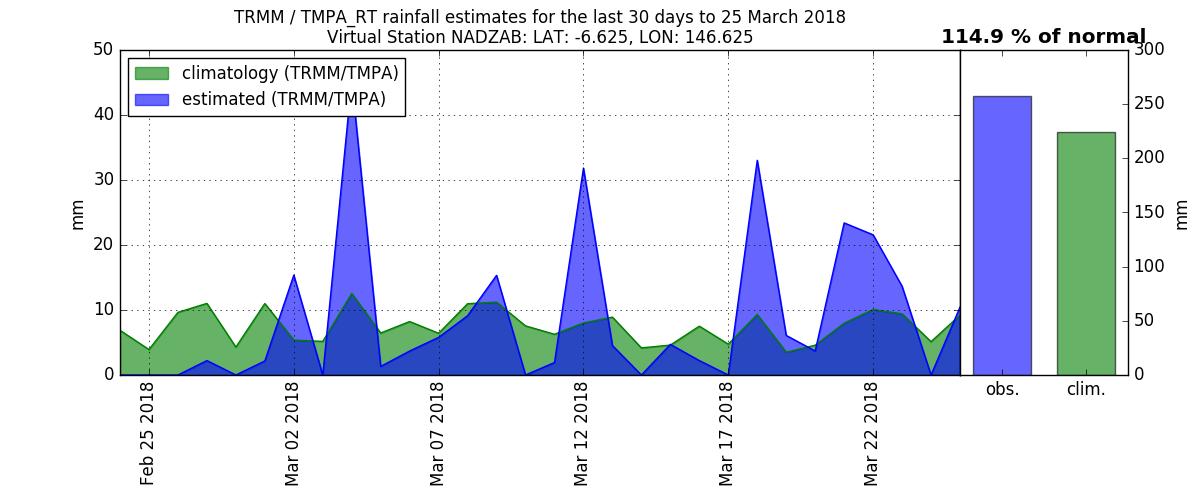 TRMM / TMPA_RT rainfall estimates for the last 30 days to 25 March 2018
Virtual Station NADZAB: LAT: -6.625, LON: 146.625
114.9 % of normal
climatology (TRMM/TMPA)
estimated (TRMM/TMPA)
50
40
30
20
10
0
mm
300
250
200
150
100
50
0
mm
Feb 25 2018
Mar 02 2018
Mar 07 2018
Mar 12 2018
Mar 17 2018
Mar 22 2018
obs.
clim.